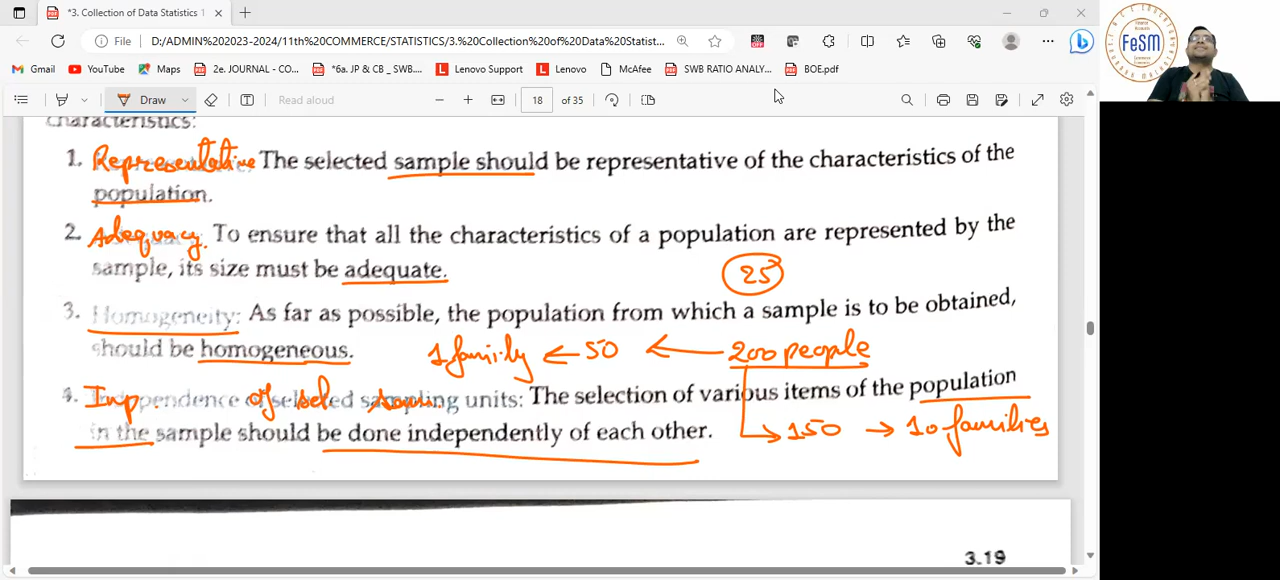 *3. Collection of Data Statistics 1
File D:/ADMIN%202023-2024/11th%20COMMERCE/STATISTICS/3.%20Collection%20of%20Data%20Statist...
Gmail YouTube Maps 2e. JOURNAL - CO... *6a. JP & CB _ SWB.... Lenovo Support Lenovo McAfee SWB RATIO ANALY... BOE.pdf
Draw Read aloud 18 of 35
characteristics:
1. Representative The selected sample should be representative of the characteristics of the
population.
2. Adequacy. To ensure that all the characteristics of a population are represented by the
sample, its size must be adequate.
25
3. Homogeneity: As far as possible, the population from which a sample is to be obtained,
should be homogeneous. 1 family ← 50 ← 200 people
4. Independence of selected sampling units: The selection of various items of the population
in the sample should be done independently of each other. 150 → 10 families
3.19
FeSM